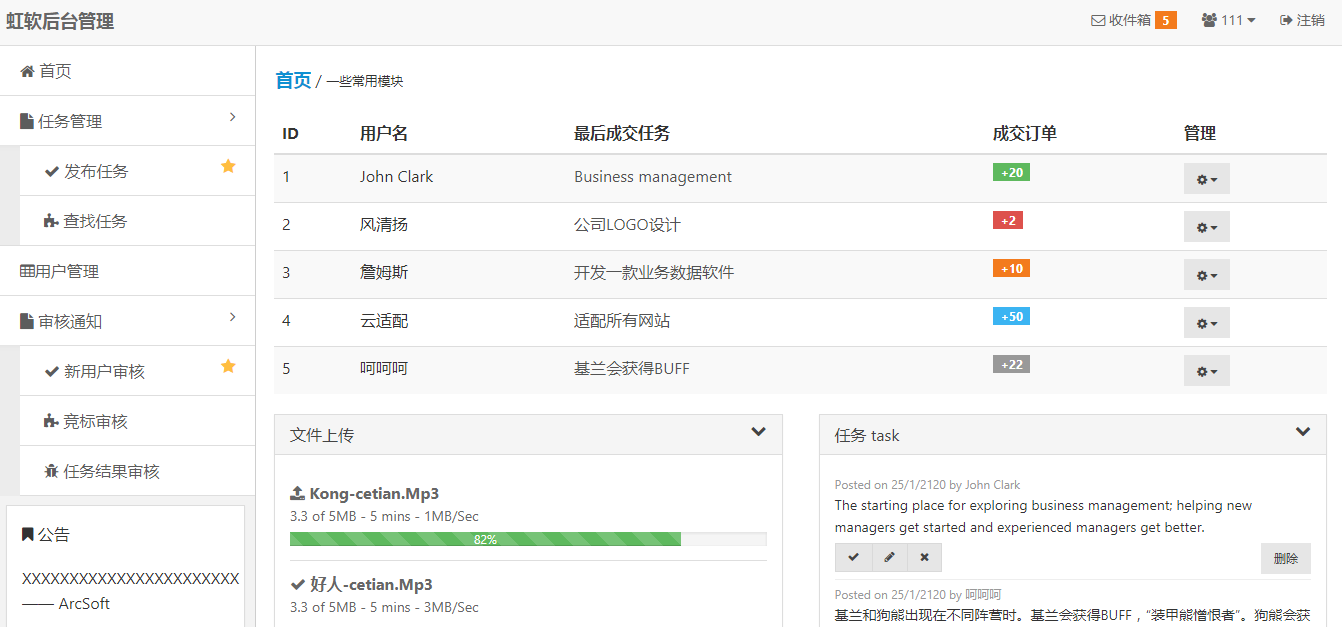 虹软后台管理
收件箱 5 111 注销
首页
任务管理
发布任务
查找任务
用户管理
审核通知
新用户审核
竞标审核
任务结果审核
公告
XXXXXXXXXXXXXXXXXXXXXXX
—— ArcSoft
首页 / 一些常用模块
ID 用户名 最后成交任务 成交订单 管理
1 John Clark Business management +20
2 风清扬 公司LOGO设计 +2
3 詹姆斯 开发一款业务数据软件 +10
4 云适配 适配所有网站 +50
5 呵呵呵 基兰会获得BUFF +22
文件上传
Kong-cetian.Mp3
3.3 of 5MB - 5 mins - 1MB/Sec
82%
好人-cetian.Mp3
3.3 of 5MB - 5 mins - 3MB/Sec
任务 task
Posted on 25/1/2120 by John Clark
The starting place for exploring business management; helping new
managers get started and experienced managers get better.
删除
Posted on 25/1/2120 by 呵呵呵
基兰和狗熊出现在不同阵营时。基兰会获得BUFF，“装甲熊憎恨者”。狗熊会获